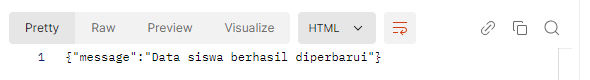 Pretty Raw Preview Visualize HTML
1 {"message":"Data siswa berhasil diperbarui"}